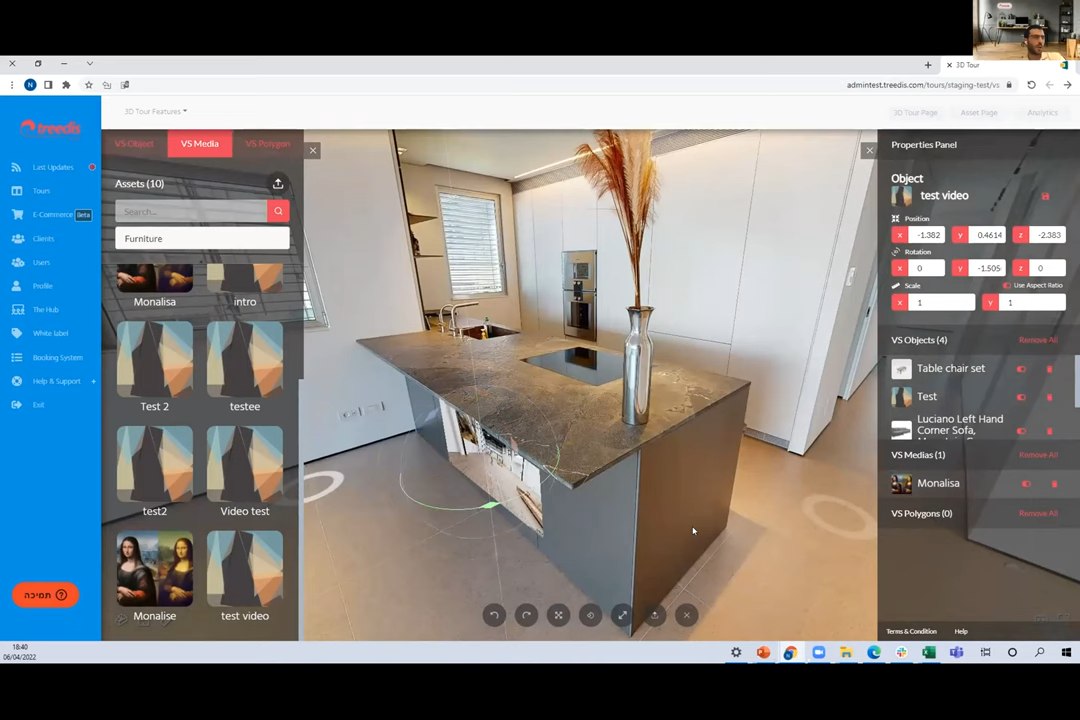 3D Tour
admintest.treedis.com/tours/staging-test/vs
treedis
3D Tour Features
3D Tour Page
Asset Page
Analytics
Last Updates
Tours
E-Commerce Beta
Clients
Users
Profile
The Hub
White label
Booking System
Help & Support +
Exit
תמיכה
VS Object
VS Media
VS Polygon
Assets (10)
Search...
Furniture
Monalisa
intro
Test 2
testee
test2
Video test
Monalise
test video
Properties Panel
Object
test video
Position
x -1.382 y 0.4614 z -2.383
Rotation
x 0 y -1.505 z 0
Scale
Use Aspect Ratio
x 1 y 1
VS Objects (4)
Remove All
Table chair set
Test
Luciano Left Hand
Corner Sofa,
VS Medias (1)
Remove All
Monalisa
VS Polygons (0)
Remove All
Terms & Condition
Help
18:40
06/04/2022